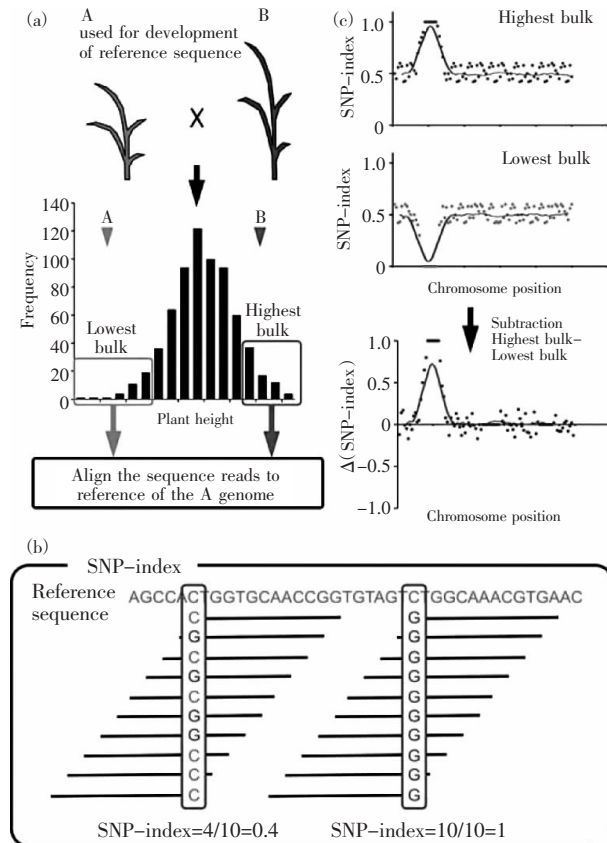 (a)
A
used for development
of reference sequence
B
X
140
120
100
80
60
40
20
0
Frequency
A
B
Lowest
bulk
Highest
bulk
Plant height
Align the sequence reads to
reference of the A genome
(c)
Highest bulk
SNP-index
1
0.5
0
Lowest bulk
SNP-index
0
0.5
1
Chromosome position
Subtraction
Highest bulk-
Lowest bulk
Δ(SNP-index)
1.0
0.5
0
-0.5
-1.0
Chromosome position
(b)
SNP-index
Reference
sequence
AGCCACTGGTGCAACCGGTGTAGTCTGGCAAACGTGAAC
C G
G G
C G
G G
C G
G G
G G
C G
C G
C G
SNP-index=4/10=0.4
SNP-index=10/10=1